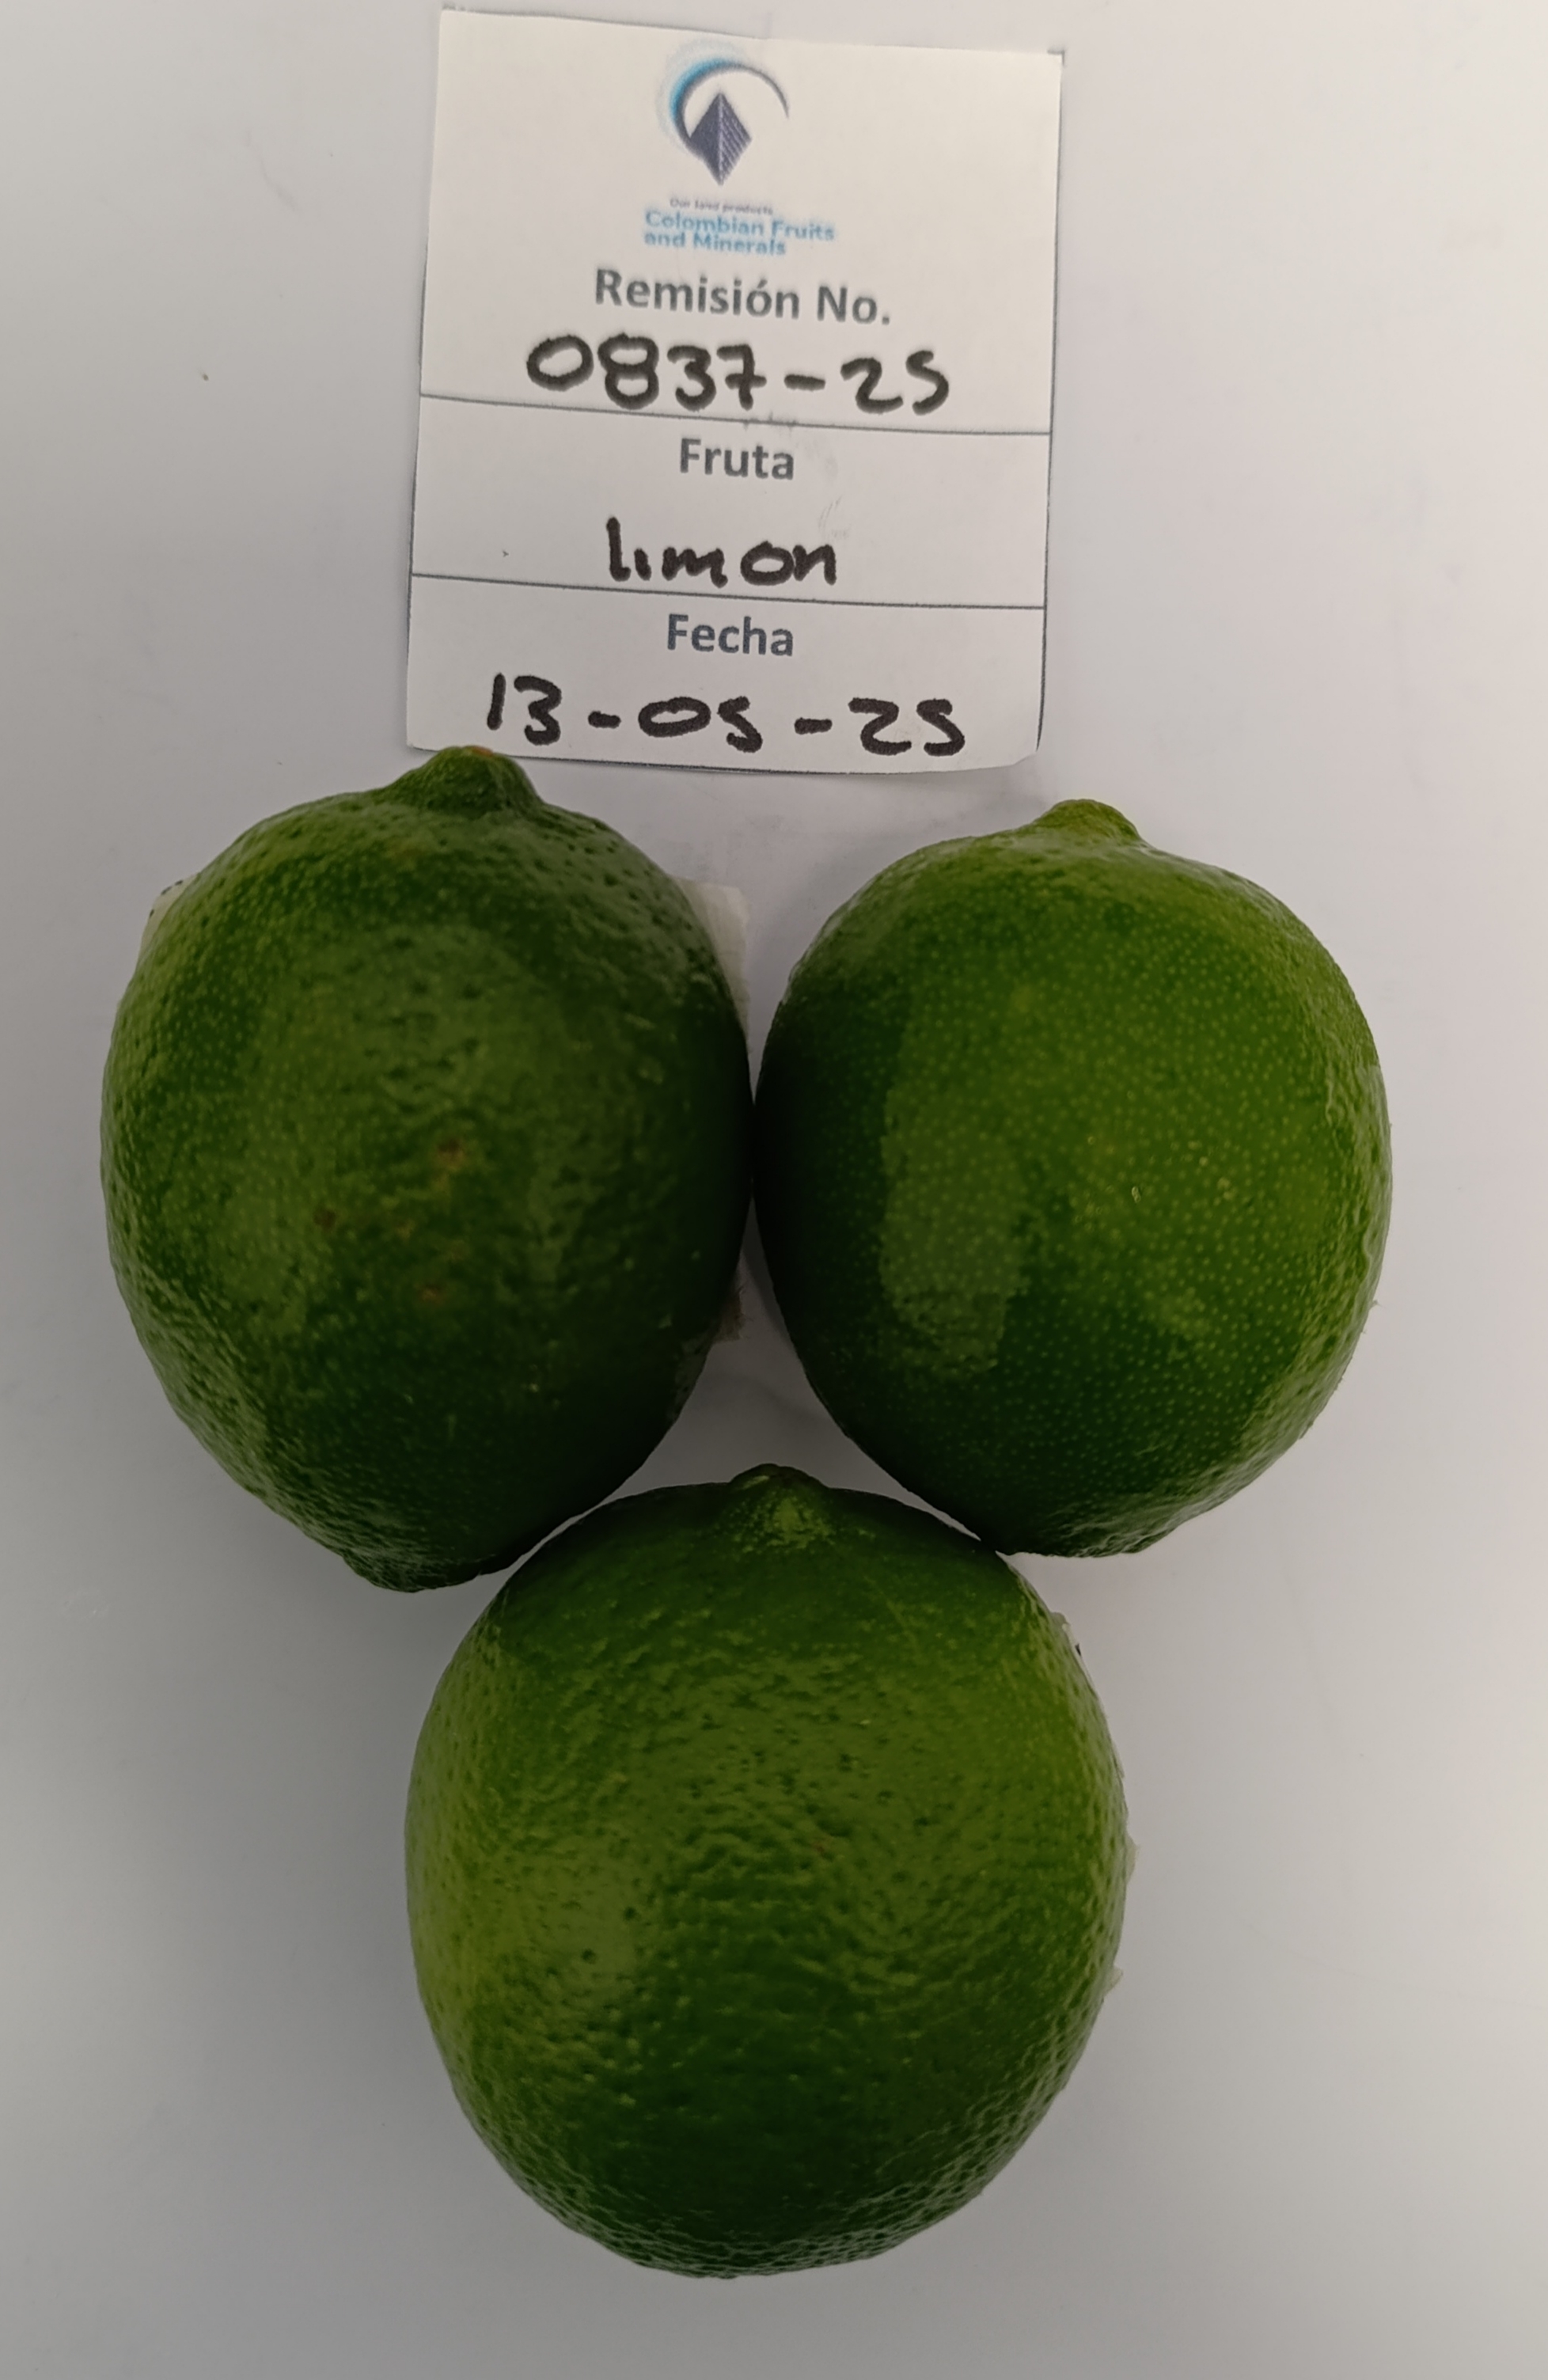 Our land products
Colombian Fruits
and Minerals
Remisión No.
0837-25
Fruta
limon
Fecha
13-05-25